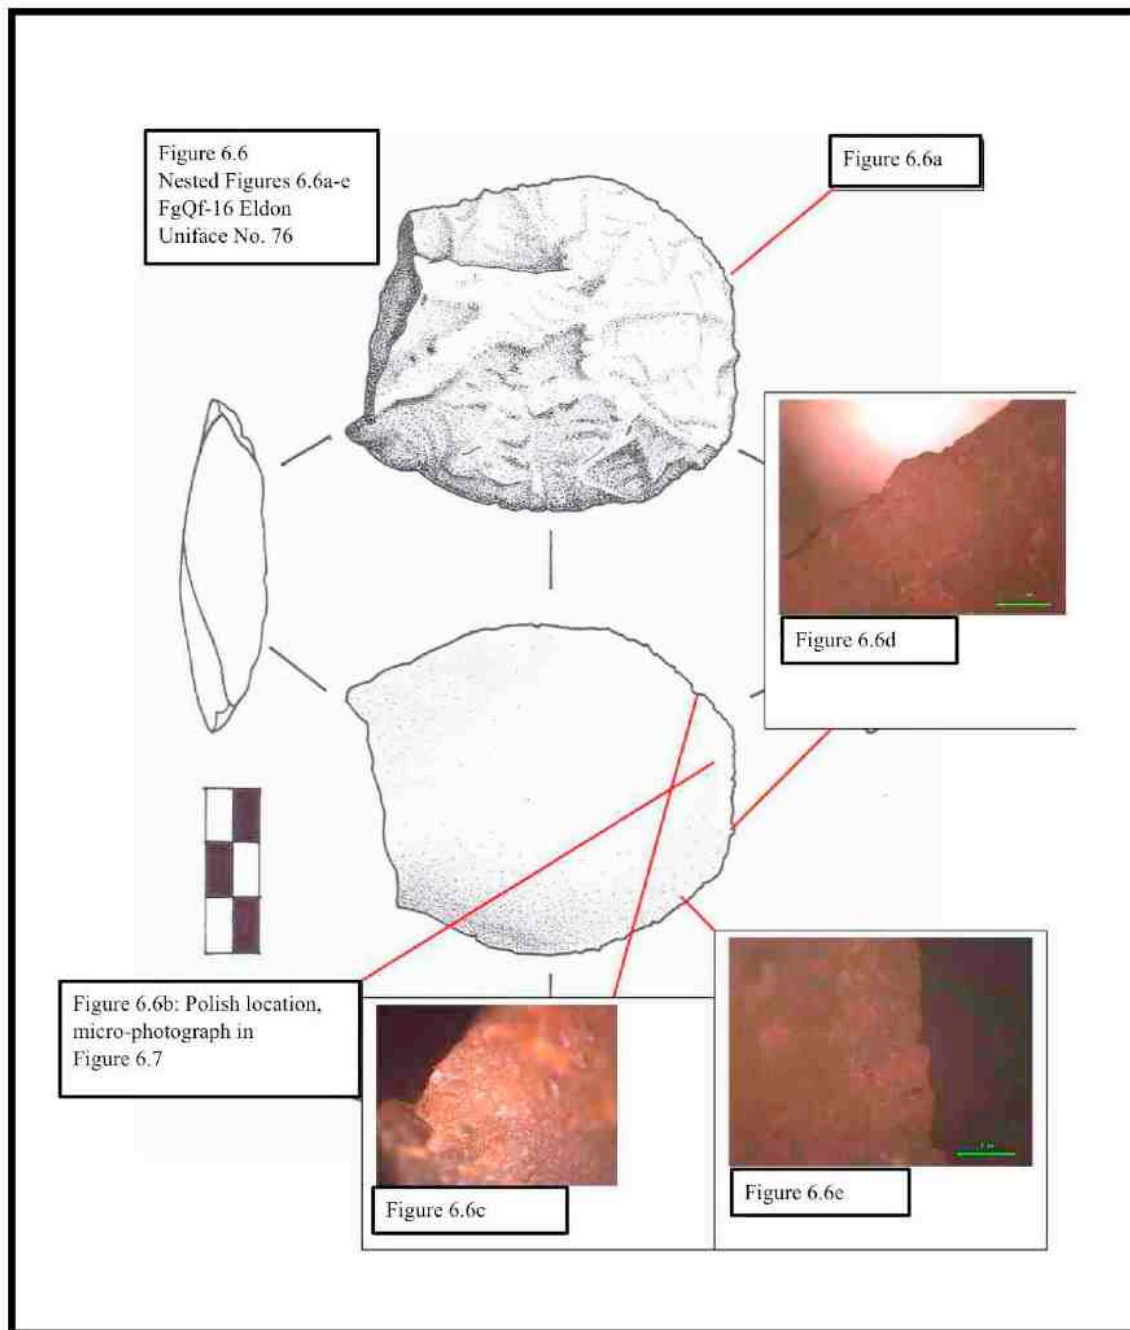 Figure 6.6
Nested Figures 6.6a-e
FgQf-16 Eldon
Uniface No. 76
Figure 6.6a
Figure 6.6d
Figure 6.6b: Polish location,
micro-photograph in
Figure 6.7
Figure 6.6c
Figure 6.6e